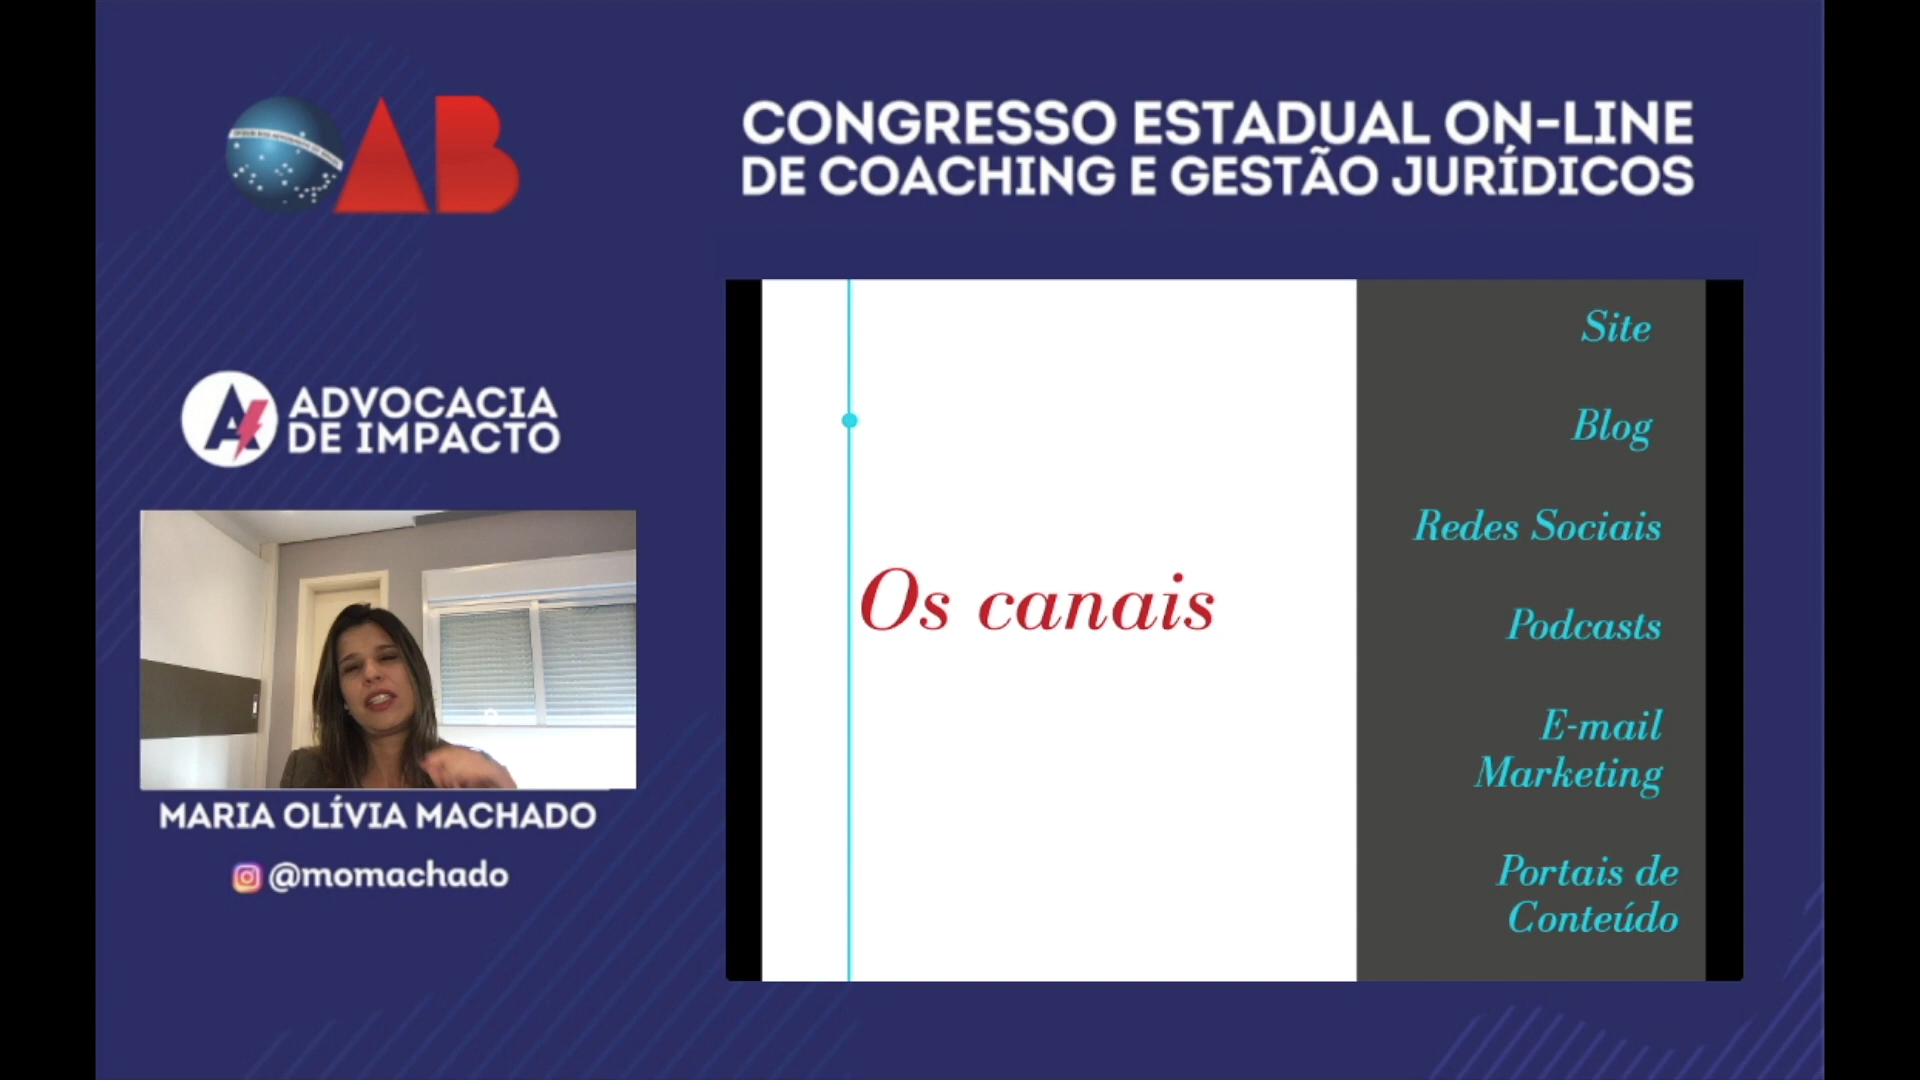 OAB
CONGRESSO ESTADUAL ON-LINE
DE COACHING E GESTÃO JURÍDICOS
ADVOCACIA
DE IMPACTO
MARIA OLÍVIA MACHADO
@momachado
Os canais
Site
Blog
Redes Sociais
Podcasts
E-mail
Marketing
Portais de
Conteúdo